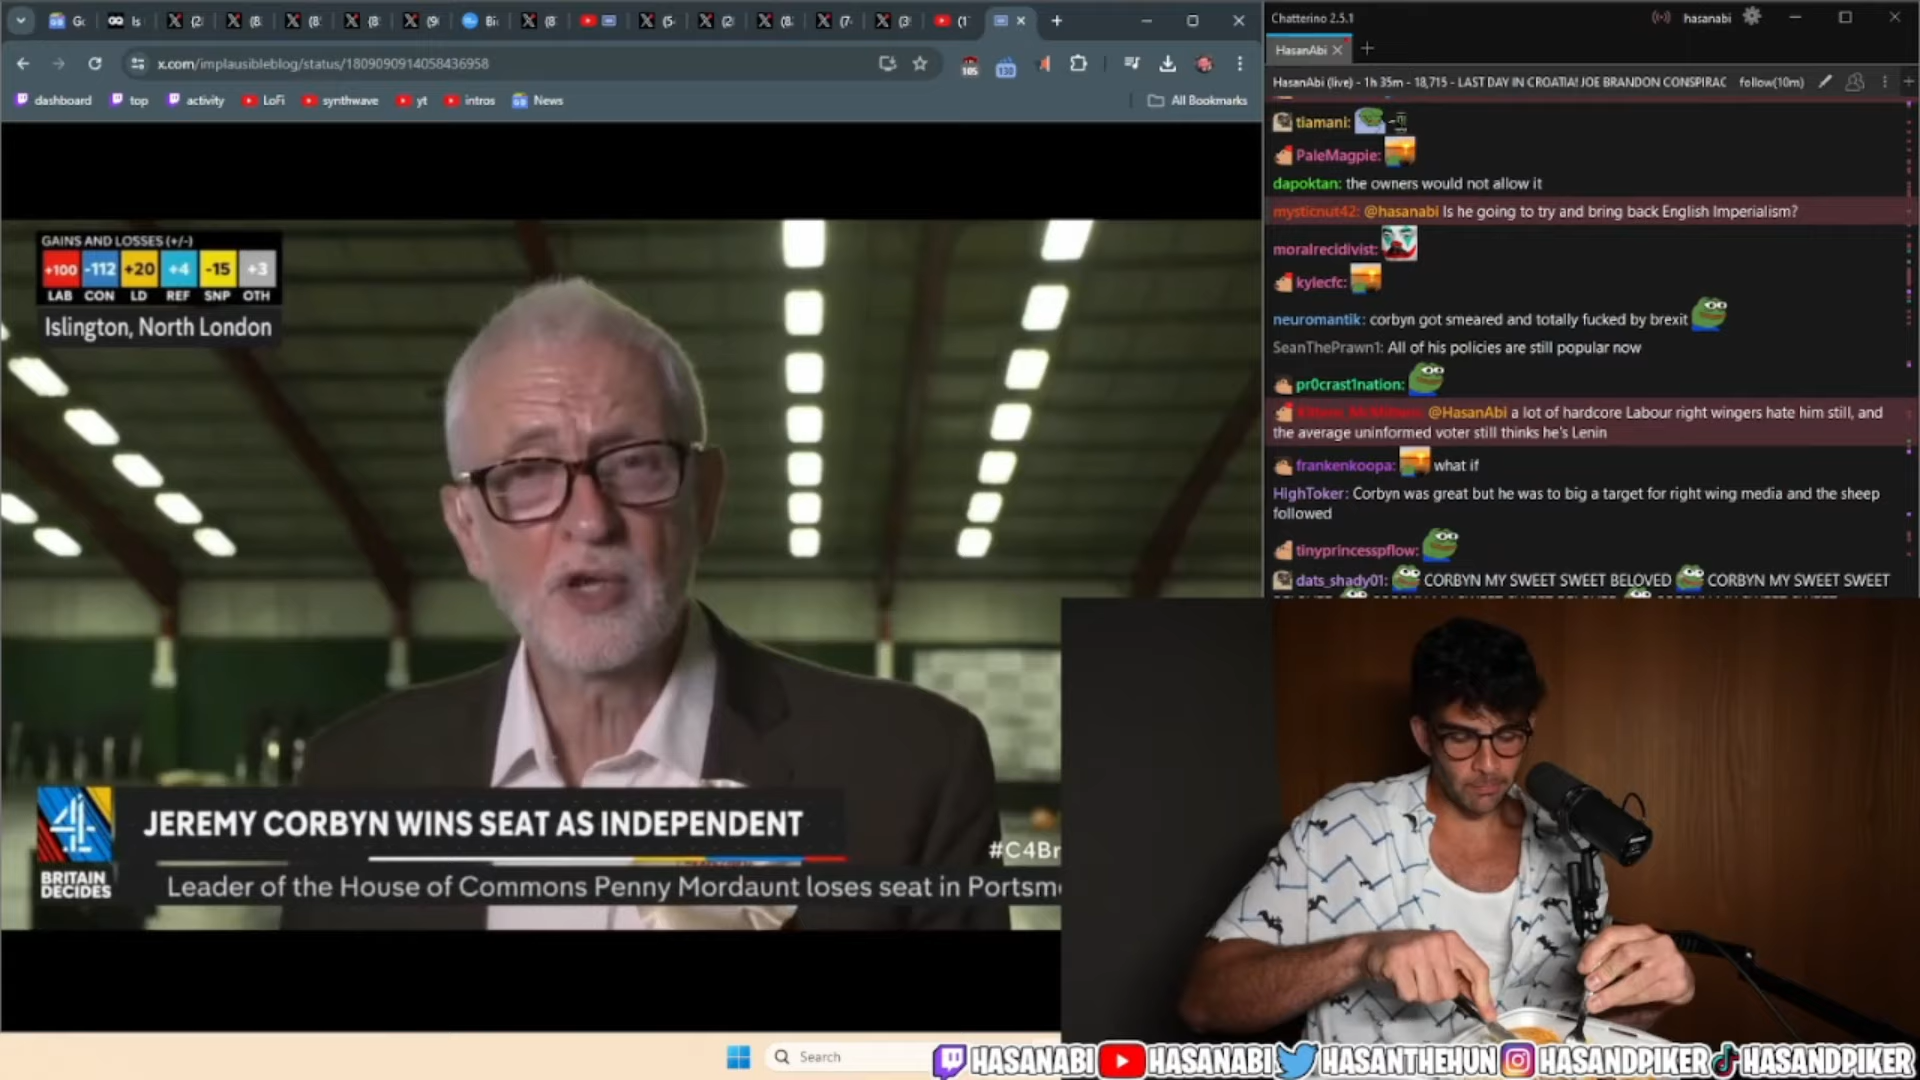 Is
x.com/implausibleblog/status/1809090914058436958
105
130
dashboard
top
activity
LoFi
synthwave
yt
intros
News
All Bookmarks
GAINS AND LOSSES (+/-)
+100 -112 +20 +4 -15 +3
LAB CON LD REF SNP OTH
Islington, North London
4
BRITAIN
DECIDES
JEREMY CORBYN WINS SEAT AS INDEPENDENT
#C4Br
Leader of the House of Commons Penny Mordaunt loses seat in Portsm
Chatterino 2.5.1
hasanabi
HasanAbi
HasanAbi (live) - 1h 35m - 18,715 - LAST DAY IN CROATIA! JOE BRANDON CONSPIRAC
follow(10m)
tiamani:
PaleMagpie:
dapoktan: the owners would not allow it
mysticnut42: @hasanabi Is he going to try and bring back English Imperialism?
moralrecidivist:
kylecfc:
neuromantik: corbyn got smeared and totally fucked by brexit
SeanThePrawn1: All of his policies are still popular now
pr0crast1nation:
@HasanAbi a lot of hardcore Labour right wingers hate him still, and
the average uninformed voter still thinks he's Lenin
frankenkoopa: what if
HighToker: Corbyn was great but he was to big a target for right wing media and the sheep
followed
tinyprincesspflow:
dats_shady01: CORBYN MY SWEET SWEET BELOVED CORBYN MY SWEET SWEET
Search
HASANABI HASANABI HASANTHEHUN HASANDPIKER HASANDPIKER